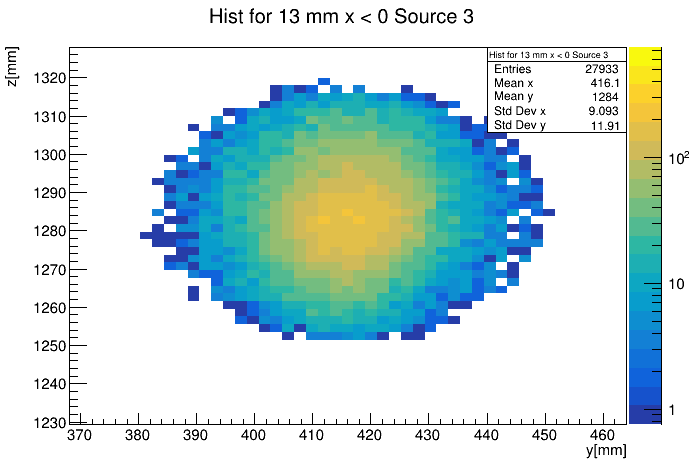 Hist for 13 mm x < 0 Source 3
z[mm]
Hist for 13 mm x < 0 Source 3
Entries 27933
Mean x 416.1
Mean y 1284
Std Dev x 9.093
Std Dev y 11.91
1320
1310
1300
1290
1280
1270
1260
1250
1240
1230
10²
10
1
370 380 390 400 410 420 430 440 450 460
y[mm]